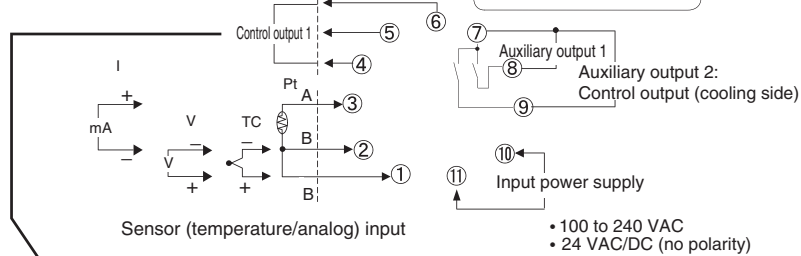 ⑥
Control output 1
⑤
④
⑦
Auxiliary output 1
⑧
Auxiliary output 2:
Control output (cooling side)
⑨
I
+
mA
–
V
–
V
+
TC
–
+
Pt
A
③
B
②
①
B
Sensor (temperature/analog) input
⑩
⑪
Input power supply
• 100 to 240 VAC
• 24 VAC/DC (no polarity)